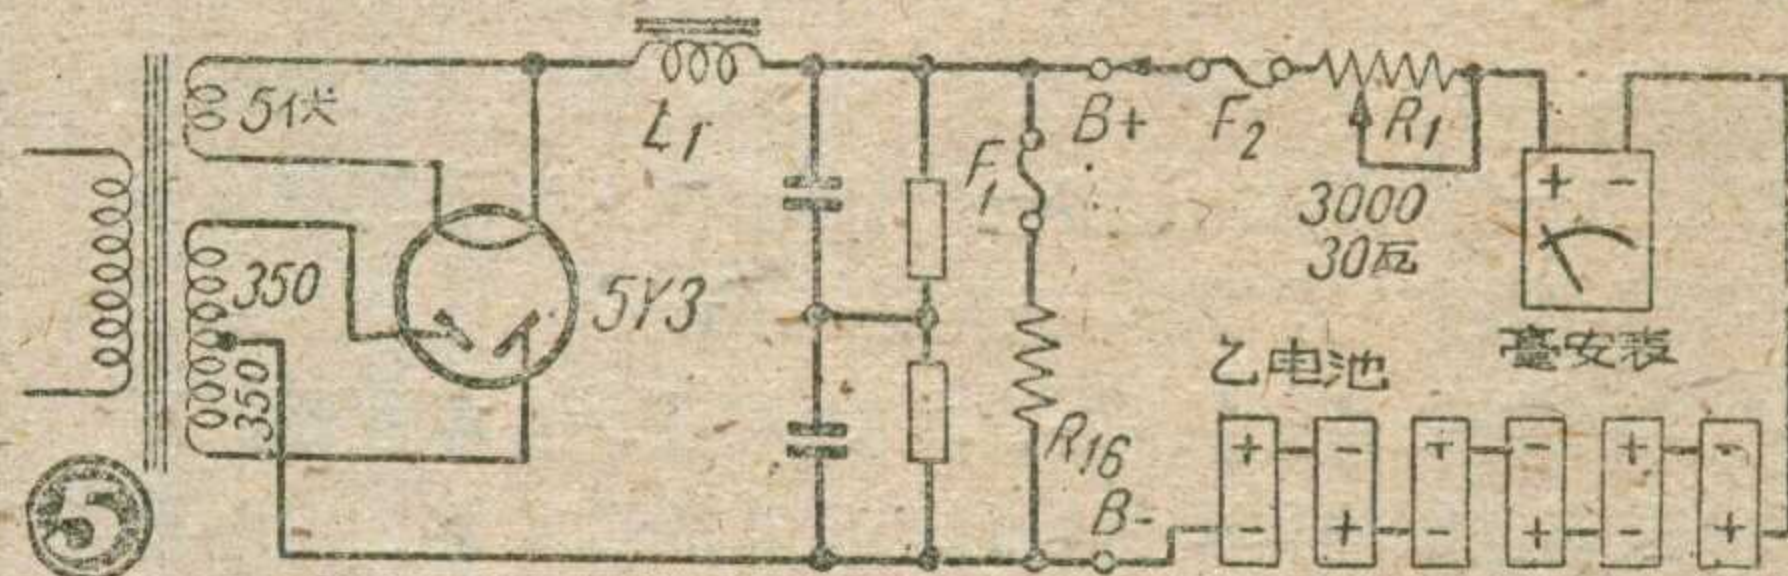 5伏
L1
F1
B+
F2
R1
3000
30瓦
+ -
毫安表
350
350
5Y3
R16
B-
乙电池
+ - + - + -
- + - + - +
5